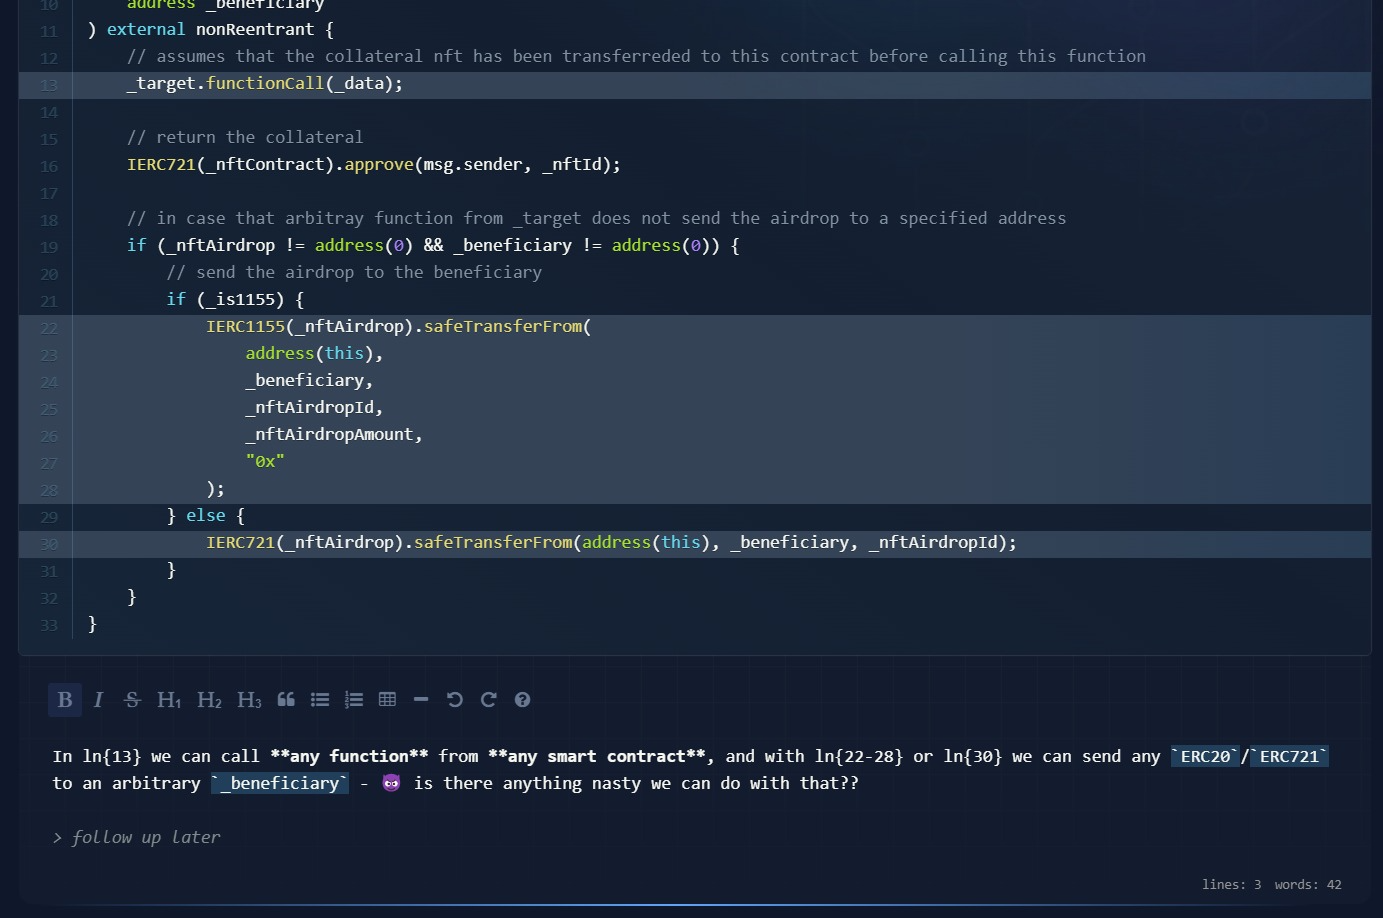 10 address _beneficiary
11 ) external nonReentrant {
12 // assumes that the collateral nft has been transferreded to this contract before calling this function
13 _target.functionCall(_data);
14
15 // return the collateral
16 IERC721(_nftContract).approve(msg.sender, _nftId);
17
18 // in case that arbitray function from _target does not send the airdrop to a specified address
19 if (_nftAirdrop != address(0) && _beneficiary != address(0)) {
20 // send the airdrop to the beneficiary
21 if (_is1155) {
22 IERC1155(_nftAirdrop).safeTransferFrom(
23 address(this),
24 _beneficiary,
25 _nftAirdropId,
26 _nftAirdropAmount,
27 "0x"
28 );
29 } else {
30 IERC721(_nftAirdrop).safeTransferFrom(address(this), _beneficiary, _nftAirdropId);
31 }
32 }
33 }
B I S H1 H2 H3
In ln{13} we can call **any function** from **any smart contract**, and with ln{22-28} or ln{30} we can send any `ERC20`/`ERC721`
to an arbitrary `_beneficiary` - 👿 is there anything nasty we can do with that??
> follow up later
lines: 3 words: 42